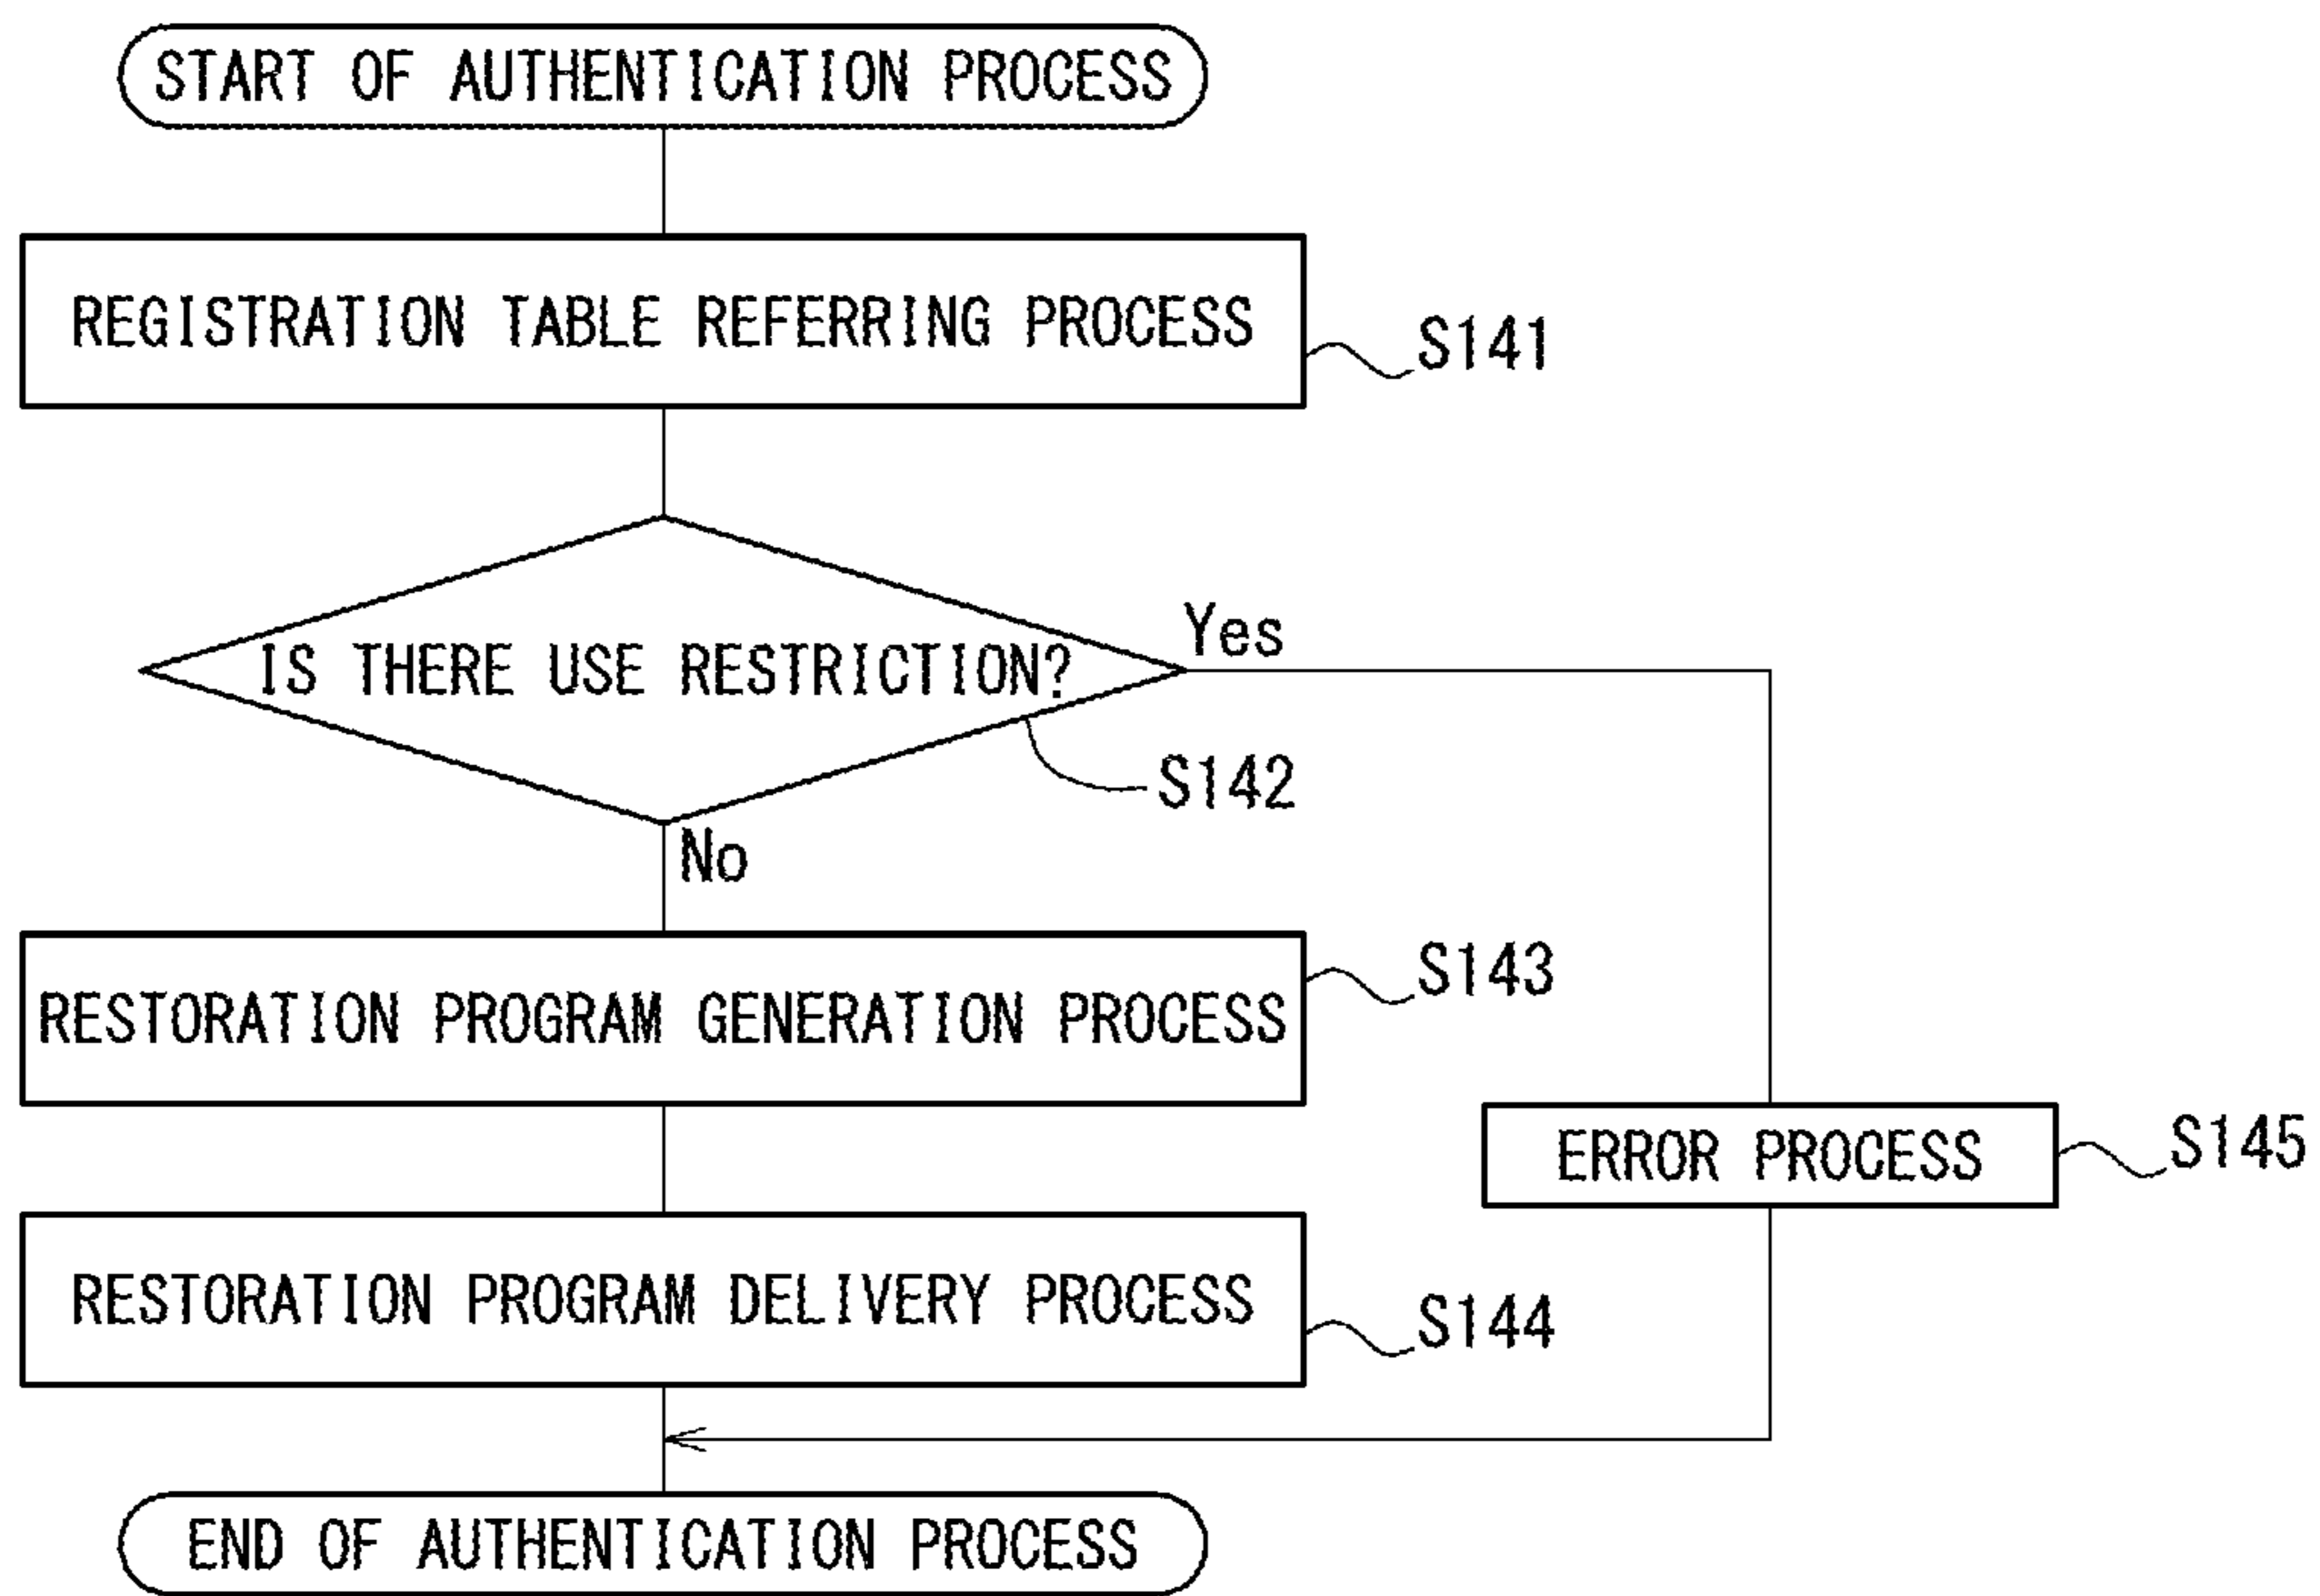 START OF AUTHENTICATION PROCESS
REGISTRATION TABLE REFERRING PROCESS
S141
IS THERE USE RESTRICTION?
Yes
S142
No
RESTORATION PROGRAM GENERATION PROCESS
S143
ERROR PROCESS
S145
RESTORATION PROGRAM DELIVERY PROCESS
S144
END OF AUTHENTICATION PROCESS